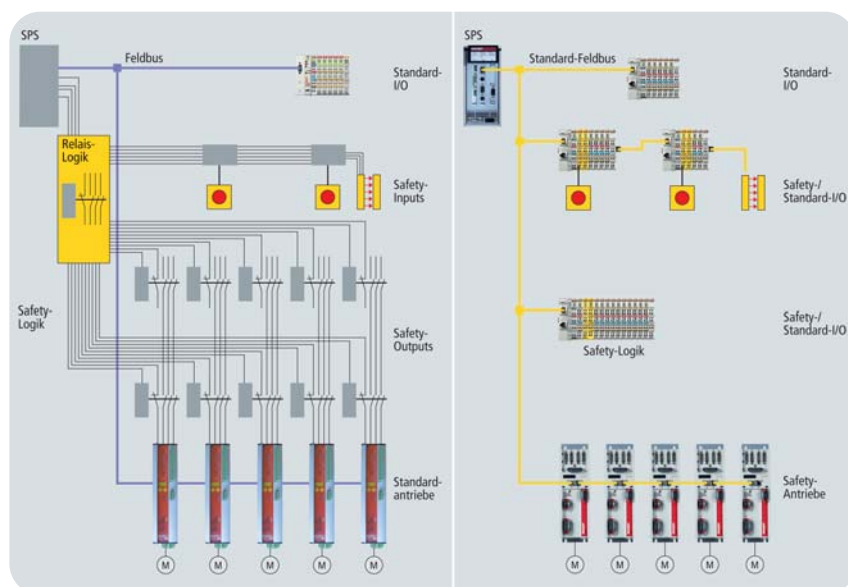 SPS
Feldbus
Standard-
I/O
Relais-
Logik
Safety-
Inputs
Safety-
Logik
Safety-
Outputs
Standard-
antriebe
M
M
M
M
M
SPS
Standard-Feldbus
Standard-
I/O
Safety-/
Standard-I/O
Safety-/
Standard-I/O
Safety-Logik
Safety-
Antriebe
M
M
M
M
M